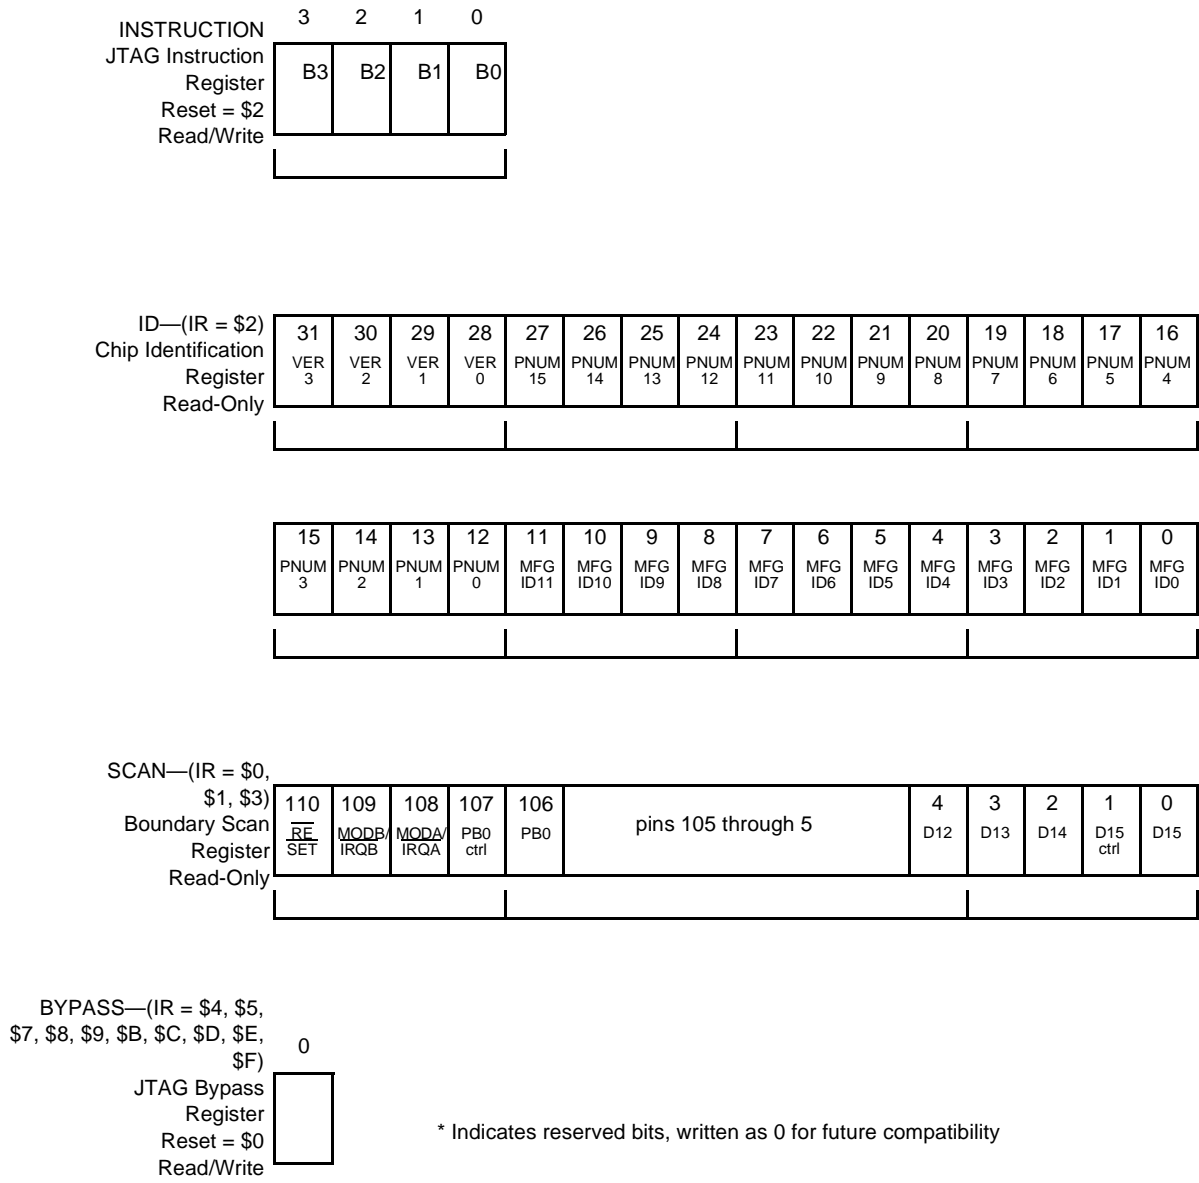 3 2 1 0
INSTRUCTION
JTAG Instruction
Register
Reset = $2
Read/Write
B3 B2 B1 B0
ID—(IR = $2)
Chip Identification
Register
Read-Only
31 30 29 28 27 26 25 24 23 22 21 20 19 18 17 16
VER VER VER VER PNUM PNUM PNUM PNUM PNUM PNUM PNUM PNUM PNUM PNUM PNUM PNUM
3 2 1 0 15 14 13 12 11 10 9 8 7 6 5 4
15 14 13 12 11 10 9 8 7 6 5 4 3 2 1 0
PNUM PNUM PNUM PNUM MFG MFG MFG MFG MFG MFG MFG MFG MFG MFG MFG MFG
3 2 1 0 ID11 ID10 ID9 ID8 ID7 ID6 ID5 ID4 ID3 ID2 ID1 ID0
SCAN—(IR = $0,
$1, $3)
Boundary Scan
Register
Read-Only
110 109 108 107 106 pins 105 through 5 4 3 2 1 0
RE MODB/ MODA/ PB0 PB0 D12 D13 D14 D15 D15
SET IRQB IRQA ctrl ctrl
BYPASS—(IR = $4, $5,
$7, $8, $9, $B, $C, $D, $E,
$F)
0
JTAG Bypass
Register
Reset = $0
Read/Write
* Indicates reserved bits, written as 0 for future compatibility